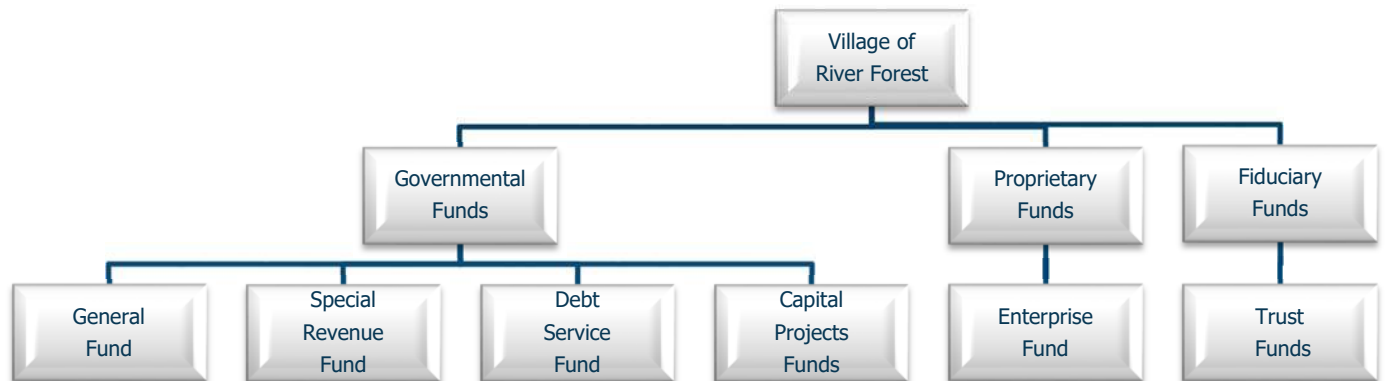 Village of
River Forest
Governmental
Funds
Proprietary
Funds
Fiduciary
Funds
General
Fund
Special
Revenue
Fund
Debt
Service
Fund
Capital
Projects
Funds
Enterprise
Fund
Trust
Funds